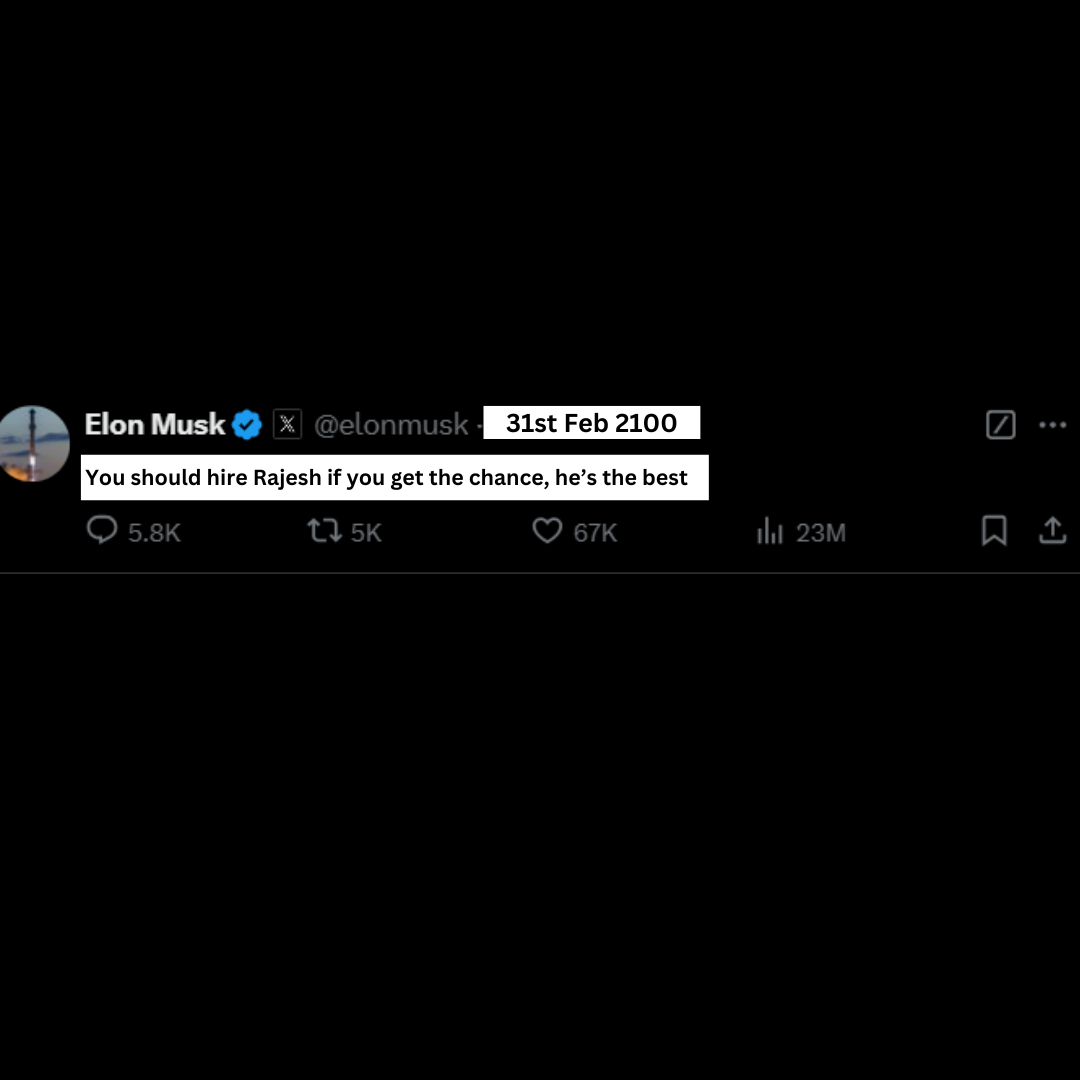 Elon Musk @elonmusk · 31st Feb 2100
You should hire Rajesh if you get the chance, he’s the best
5.8K 5K 67K 23M